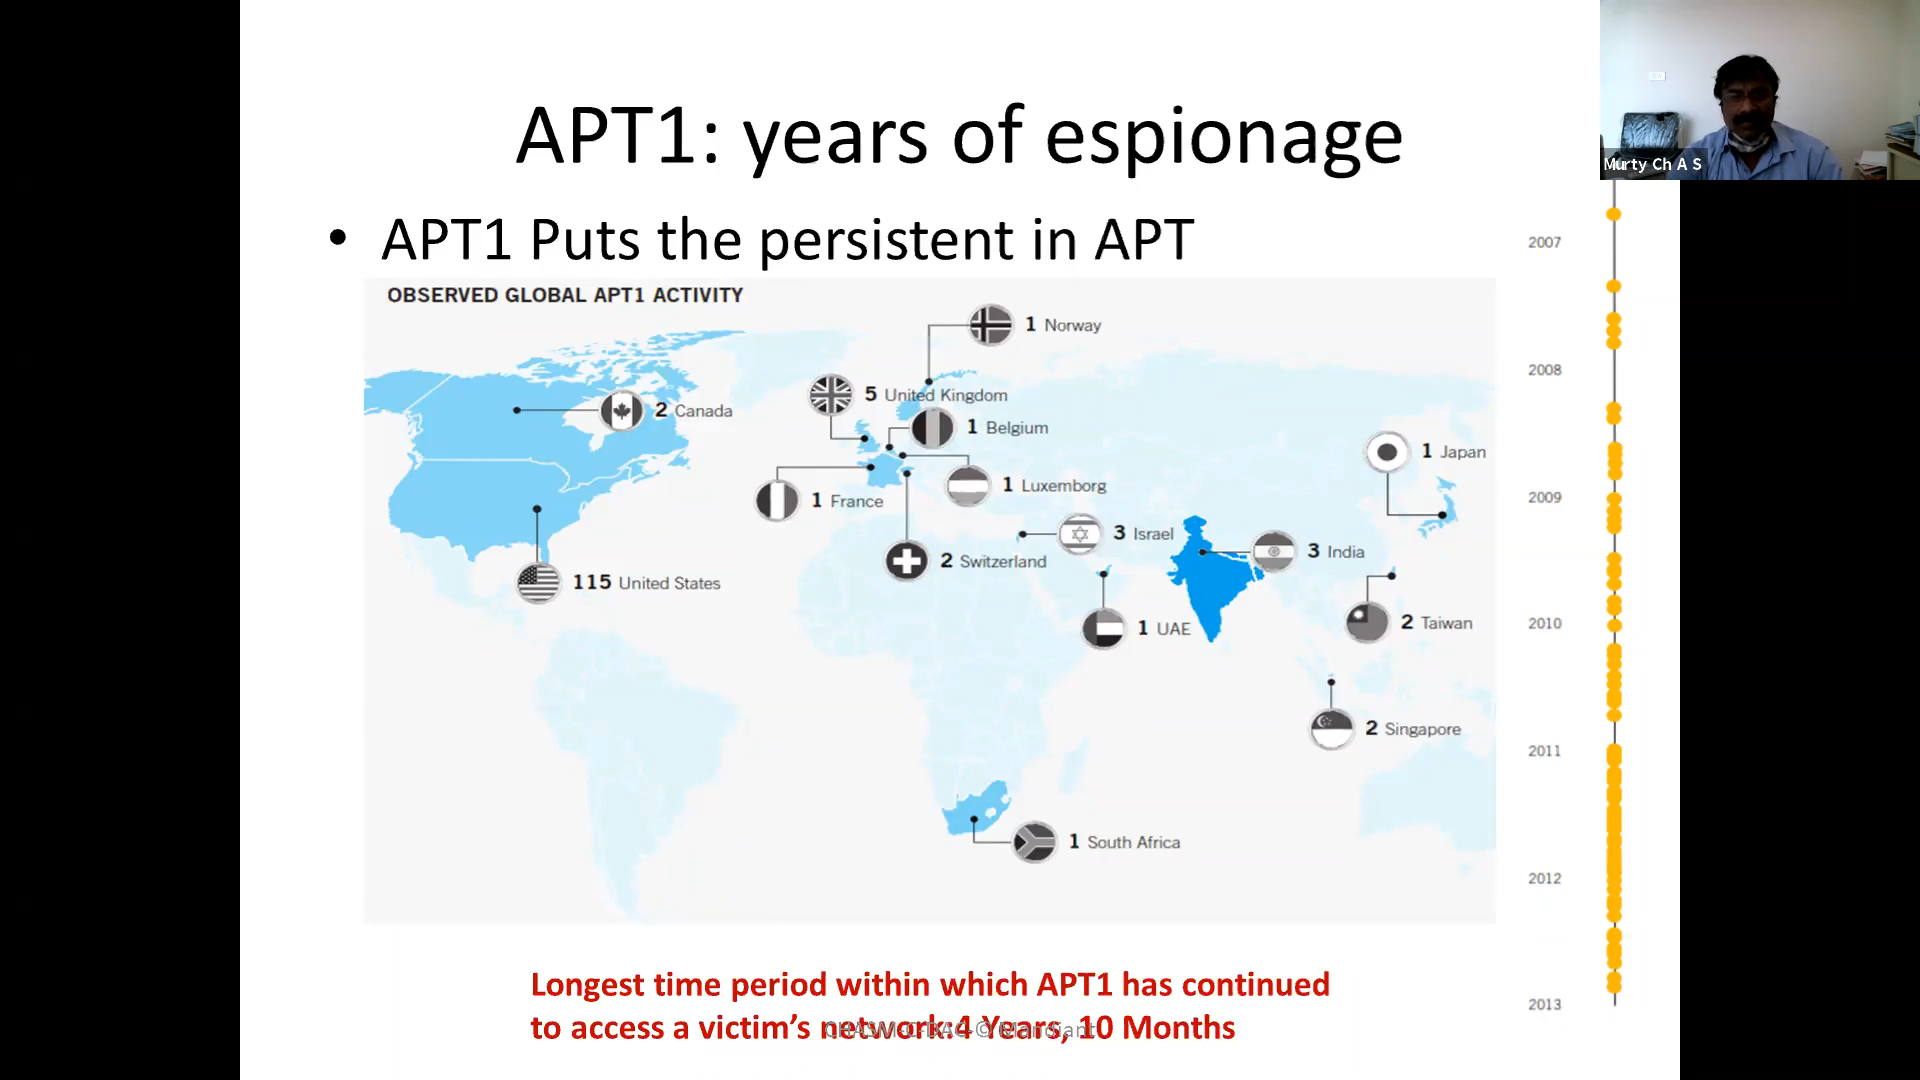 APT1: years of espionage
Murty Ch A S
• APT1 Puts the persistent in APT
OBSERVED GLOBAL APT1 ACTIVITY
1 Norway
5 United Kingdom
2 Canada
1 Belgium
1 Japan
1 Luxemborg
1 France
3 Israel
3 India
2 Switzerland
115 United States
2 Taiwan
1 UAE
2 Singapore
1 South Africa
2007
2008
2009
2010
2011
2012
2013
Longest time period within which APT1 has continued
to access a victim’s network:4 Years, 10 Months
© Mandiant